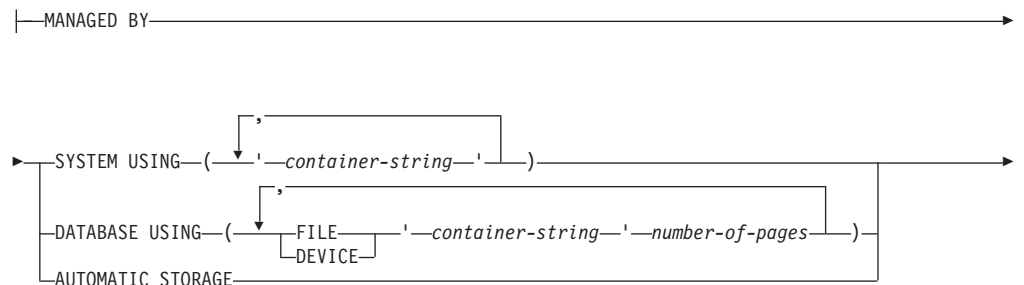 MANAGED BY
,
SYSTEM USING ( ' container-string ' )
,
DATABASE USING ( FILE ' container-string ' number-of-pages )
DEVICE
AUTOMATIC STORAGE